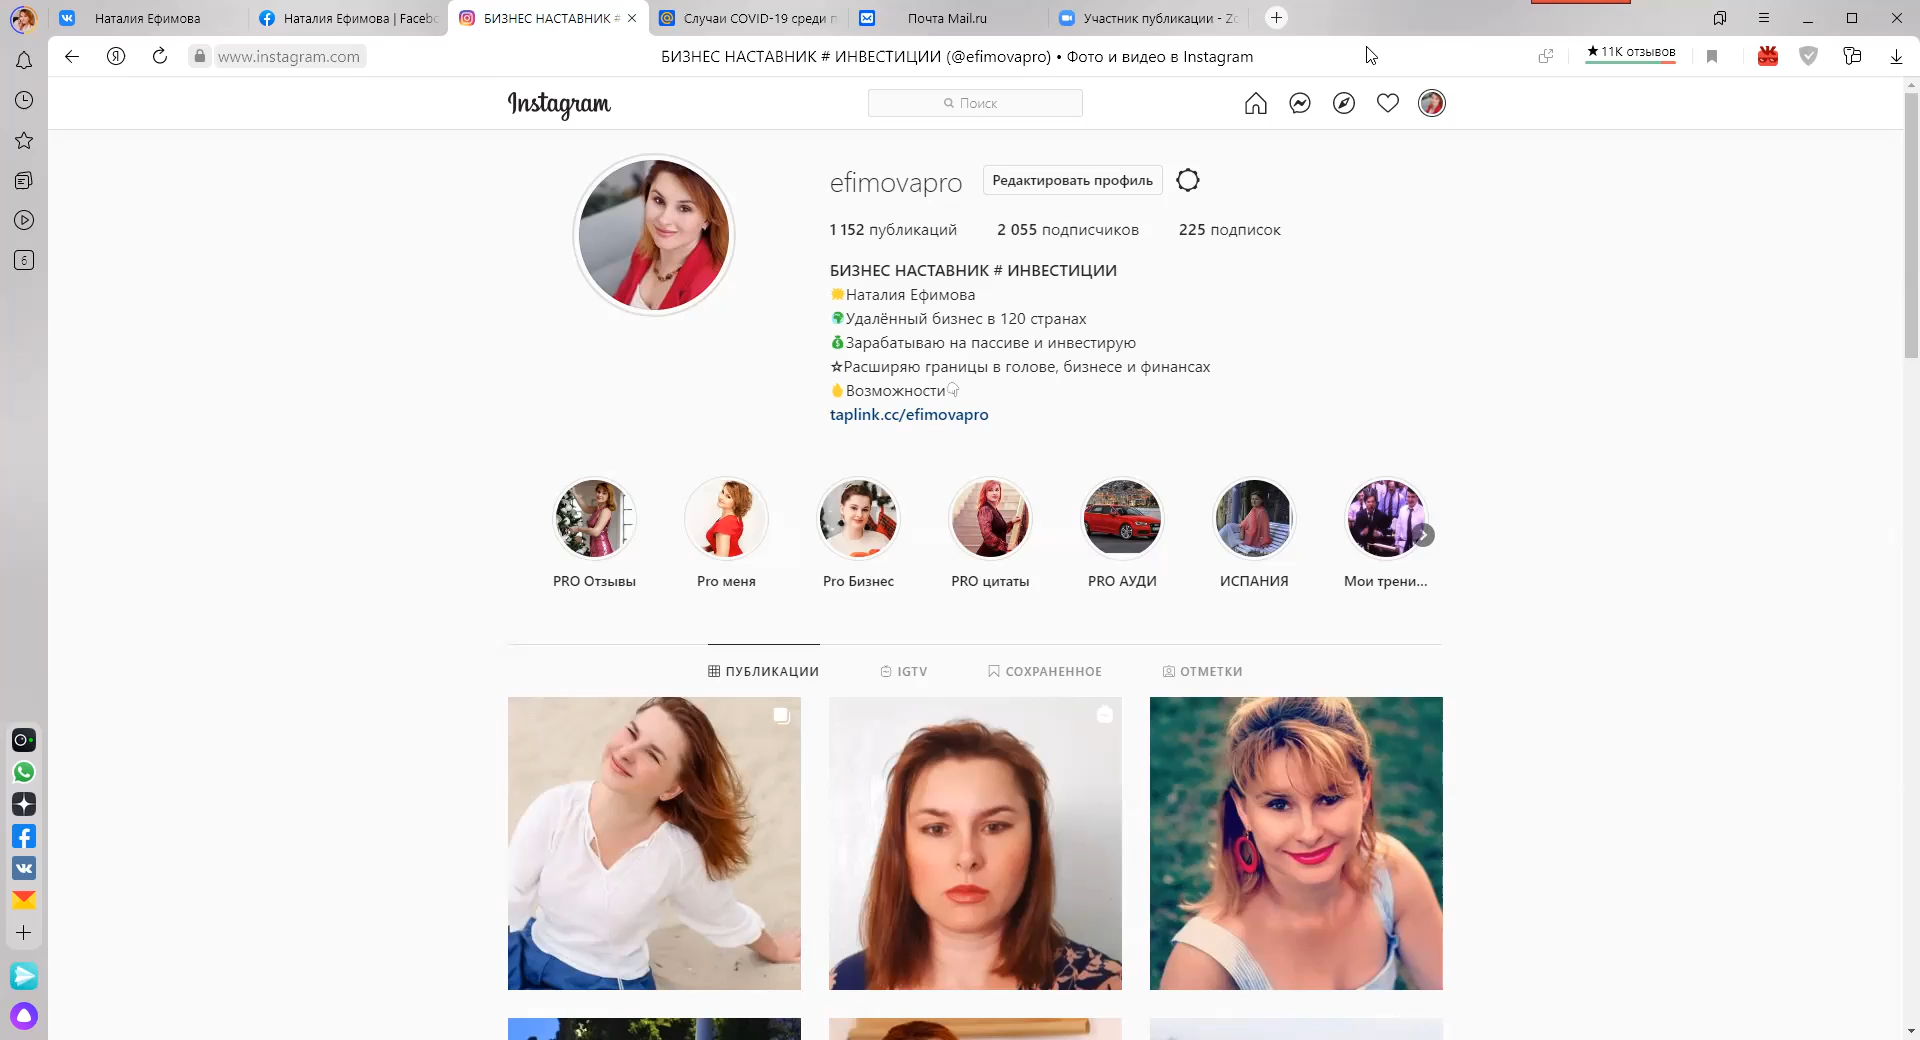 Наталия Ефимова
Наталия Ефимова | Facebo
БИЗНЕС НАСТАВНИК #
Случаи COVID-19 среди п
Почта Mail.ru
Участник публикации - Zo
www.instagram.com
БИЗНЕС НАСТАВНИК # ИНВЕСТИЦИИ (@efimovapro) • Фото и видео в Instagram
★11K отзывов
6
Instagram
Поиск
efimovapro
Редактировать профиль
1 152 публикаций
2 055 подписчиков
225 подписок
БИЗНЕС НАСТАВНИК # ИНВЕСТИЦИИ
Наталия Ефимова
Удалённый бизнес в 120 странах
Зарабатываю на пассиве и инвестирую
☆Расширяю границы в голове, бизнесе и финансах
Возможности👇
taplink.cc/efimovapro
PRO Отзывы
Pro меня
Pro Бизнес
PRO цитаты
PRO АУДИ
ИСПАНИЯ
Мои трени...
ПУБЛИКАЦИИ
IGTV
СОХРАНЕННОЕ
ОТМЕТКИ